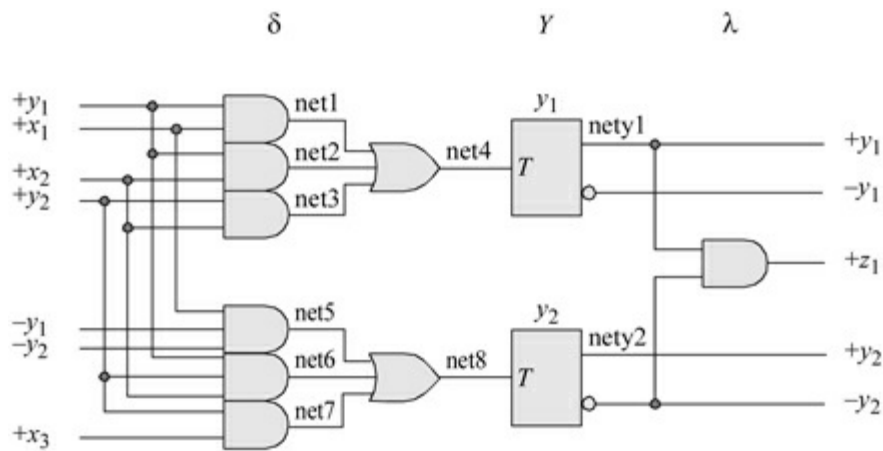 δ Y λ
+y₁ net1 y₁ nety1 +y₁
+x₁
net2 net4 T
+x₂
+y₂ net3 −y₁
+z₁
−y₁ net5 y₂ nety2
−y₂
net6 net8 T +y₂
net7 −y₂
+x₃